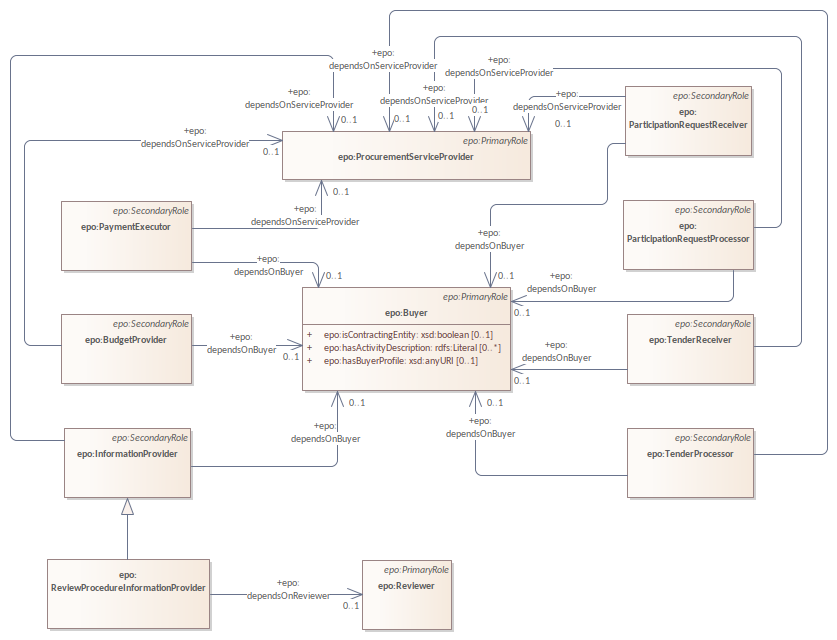 +epo:
dependsOnServiceProvider
+epo:
dependsOnServiceProvider
+epo:
dependsOnServiceProvider
+epo:
dependsOnServiceProvider
+epo:
dependsOnServiceProvider
0..1
0..1
0..1
0..1
0..1
+epo:
dependsOnServiceProvider
0..1
epo:PrimaryRole
epo:ProcurementServiceProvider
epo:SecondaryRole
epo:
ParticipationRequestReceiver
0..1
+epo:
dependsOnServiceProvider
epo:SecondaryRole
epo:PaymentExecutor
epo:SecondaryRole
epo:
ParticipationRequestProcessor
+epo:
dependsOnBuyer
0..1
+epo:
dependsOnBuyer
0..1
+epo:
dependsOnBuyer
0..1
epo:PrimaryRole
epo:Buyer
+ epo:isContractingEntity: xsd:boolean [0..1]
+ epo:hasActivityDescription: rdfs:Literal [0..*]
+ epo:hasBuyerProfile: xsd:anyURI [0..1]
epo:SecondaryRole
epo:BudgetProvider
+epo:
dependsOnBuyer
0..1
epo:SecondaryRole
epo:TenderReceiver
+epo:
dependsOnBuyer
0..1
0..1
+epo:
dependsOnBuyer
0..1
+epo:
dependsOnBuyer
epo:SecondaryRole
epo:InformationProvider
epo:SecondaryRole
epo:TenderProcessor
epo:
ReviewProcedureInformationProvider
+epo:
dependsOnReviewer
0..1
epo:PrimaryRole
epo:Reviewer